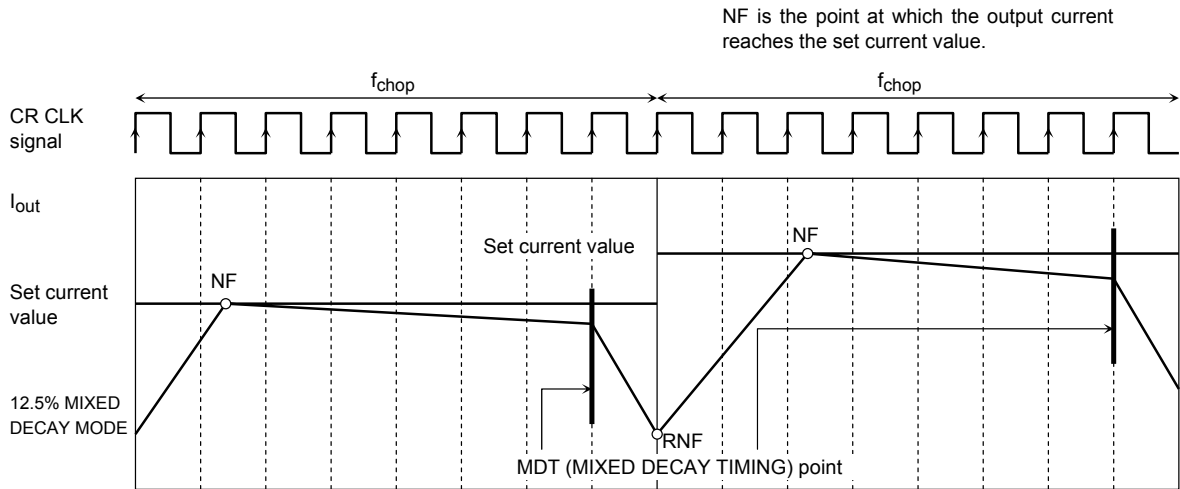 NF is the point at which the output current
reaches the set current value.
fchop
fchop
CR CLK
signal
Iout
Set current value
NF
NF
Set current
value
12.5% MIXED
DECAY MODE
RNF
MDT (MIXED DECAY TIMING) point